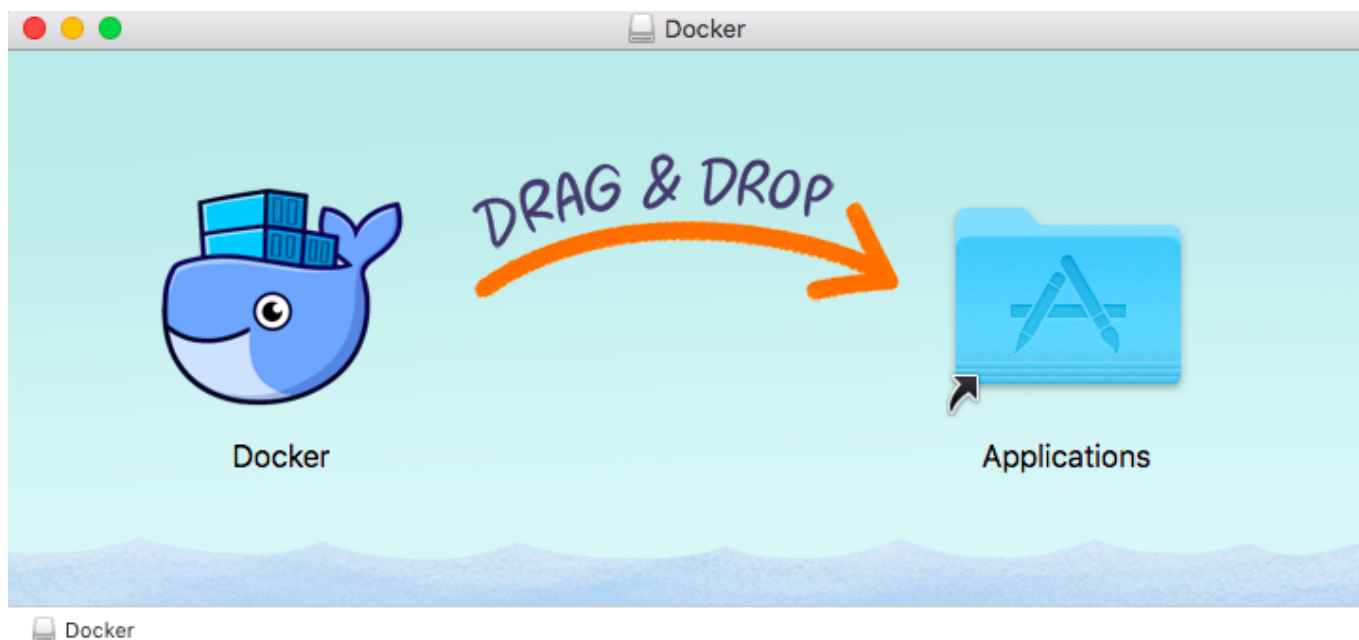 Docker
DRAG & DROP
Docker
Applications
Docker